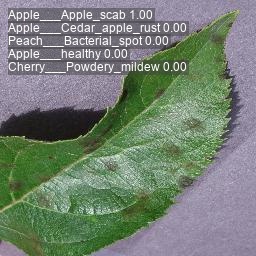 Apple___Apple_scab 1.00
Apple___Cedar_apple_rust 0.00
Peach___Bacterial_spot 0.00
Apple___healthy 0.00
Cherry___Powdery_mildew 0.00